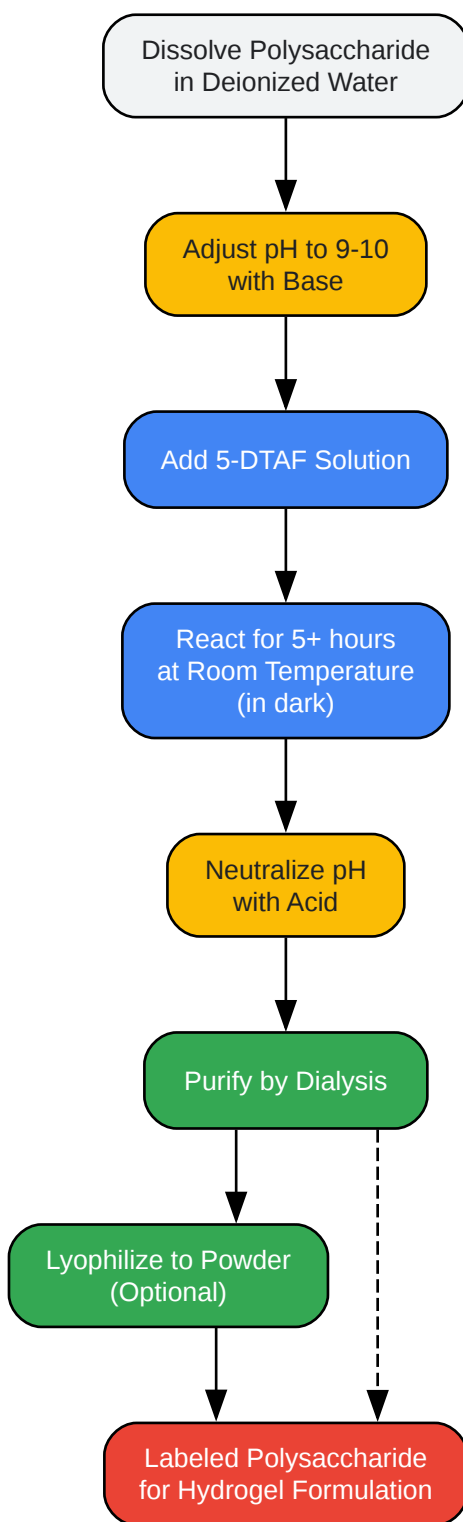 Dissolve Polysaccharide
in Deionized Water
Adjust pH to 9-10
with Base
Add 5-DTAF Solution
React for 5+ hours
at Room Temperature
(in dark)
Neutralize pH
with Acid
Purify by Dialysis
Lyophilize to Powder
(Optional)
Labeled Polysaccharide
for Hydrogel Formulation